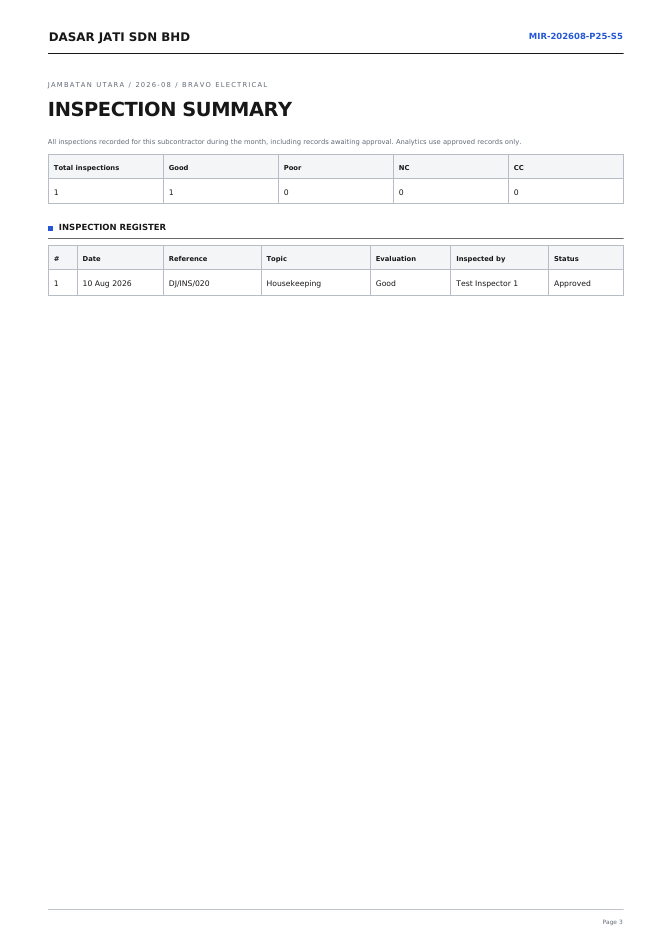 DASAR JATI SDN BHD
MIR-202608-P25-S5
JAMBATAN UTARA / 2026-08 / BRAVO ELECTRICAL
INSPECTION SUMMARY
All inspections recorded for this subcontractor during the month, including records awaiting approval. Analytics use approved records only.
Total inspections Good Poor NC CC
1 1 0 0 0
INSPECTION REGISTER
# Date Reference Topic Evaluation Inspected by Status
1 10 Aug 2026 DJ/INS/020 Housekeeping Good Test Inspector 1 Approved
Page 3